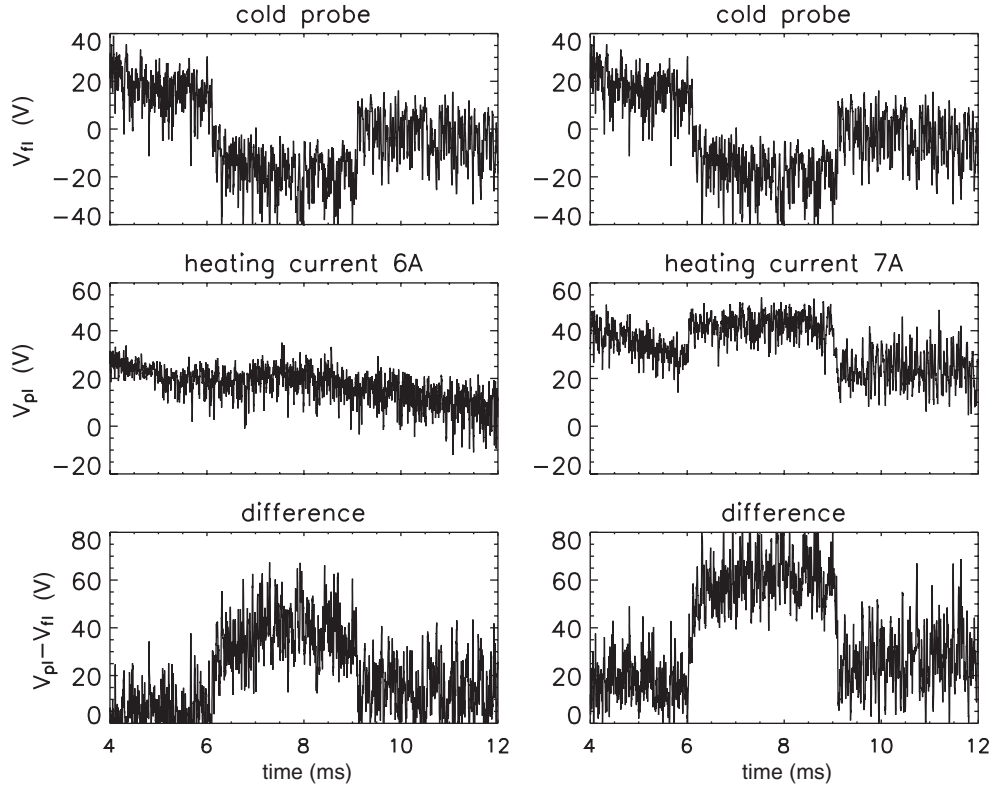 cold probe
cold probe
40
20
0
−20
−40
V_fl (V)
40
20
0
−20
−40
heating current 6A
heating current 7A
60
40
20
0
−20
V_pl (V)
60
40
20
0
−20
difference
difference
80
60
40
20
0
V_pl−V_fl (V)
80
60
40
20
0
4 6 8 10 12
4 6 8 10 12
time (ms)
time (ms)